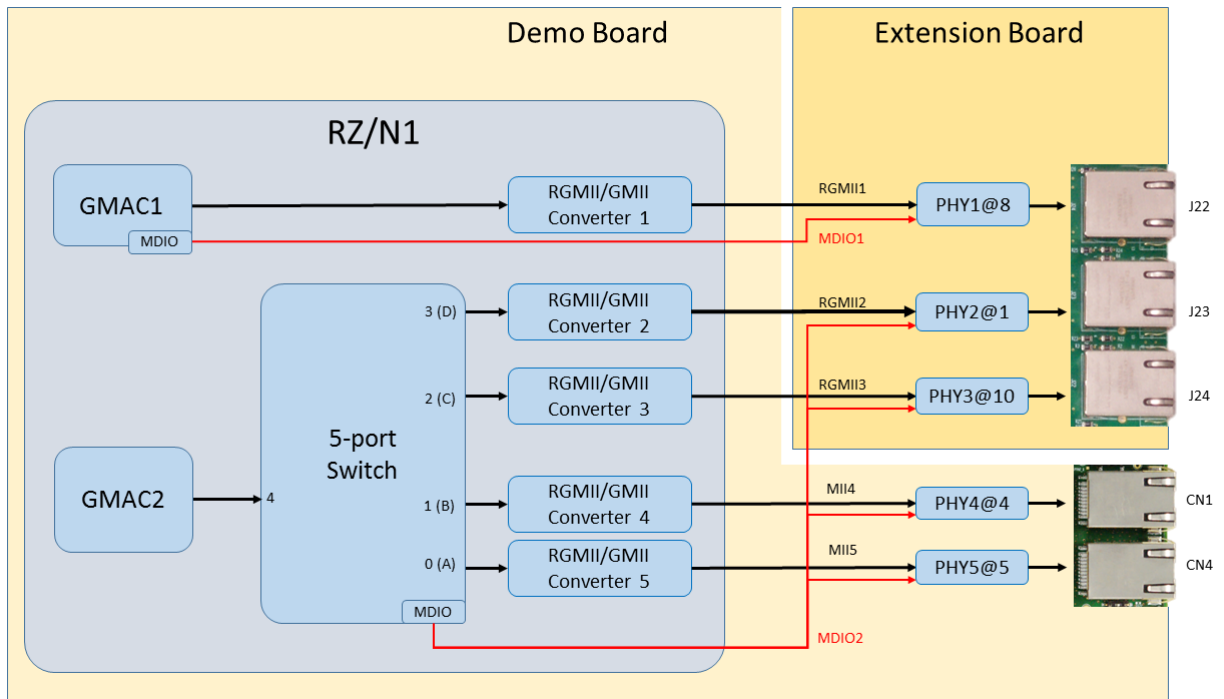 Demo Board
Extension Board
RZ/N1
GMAC1
MDIO
RGMII/GMII
Converter 1
RGMII1
MDIO1
PHY1@8
J22
3 (D)
RGMII/GMII
Converter 2
RGMII2
PHY2@1
J23
2 (C)
RGMII/GMII
Converter 3
RGMII3
PHY3@10
J24
5-port
Switch
GMAC2
4
1 (B)
RGMII/GMII
Converter 4
MII4
PHY4@4
CN1
0 (A)
RGMII/GMII
Converter 5
MII5
PHY5@5
CN4
MDIO
MDIO2